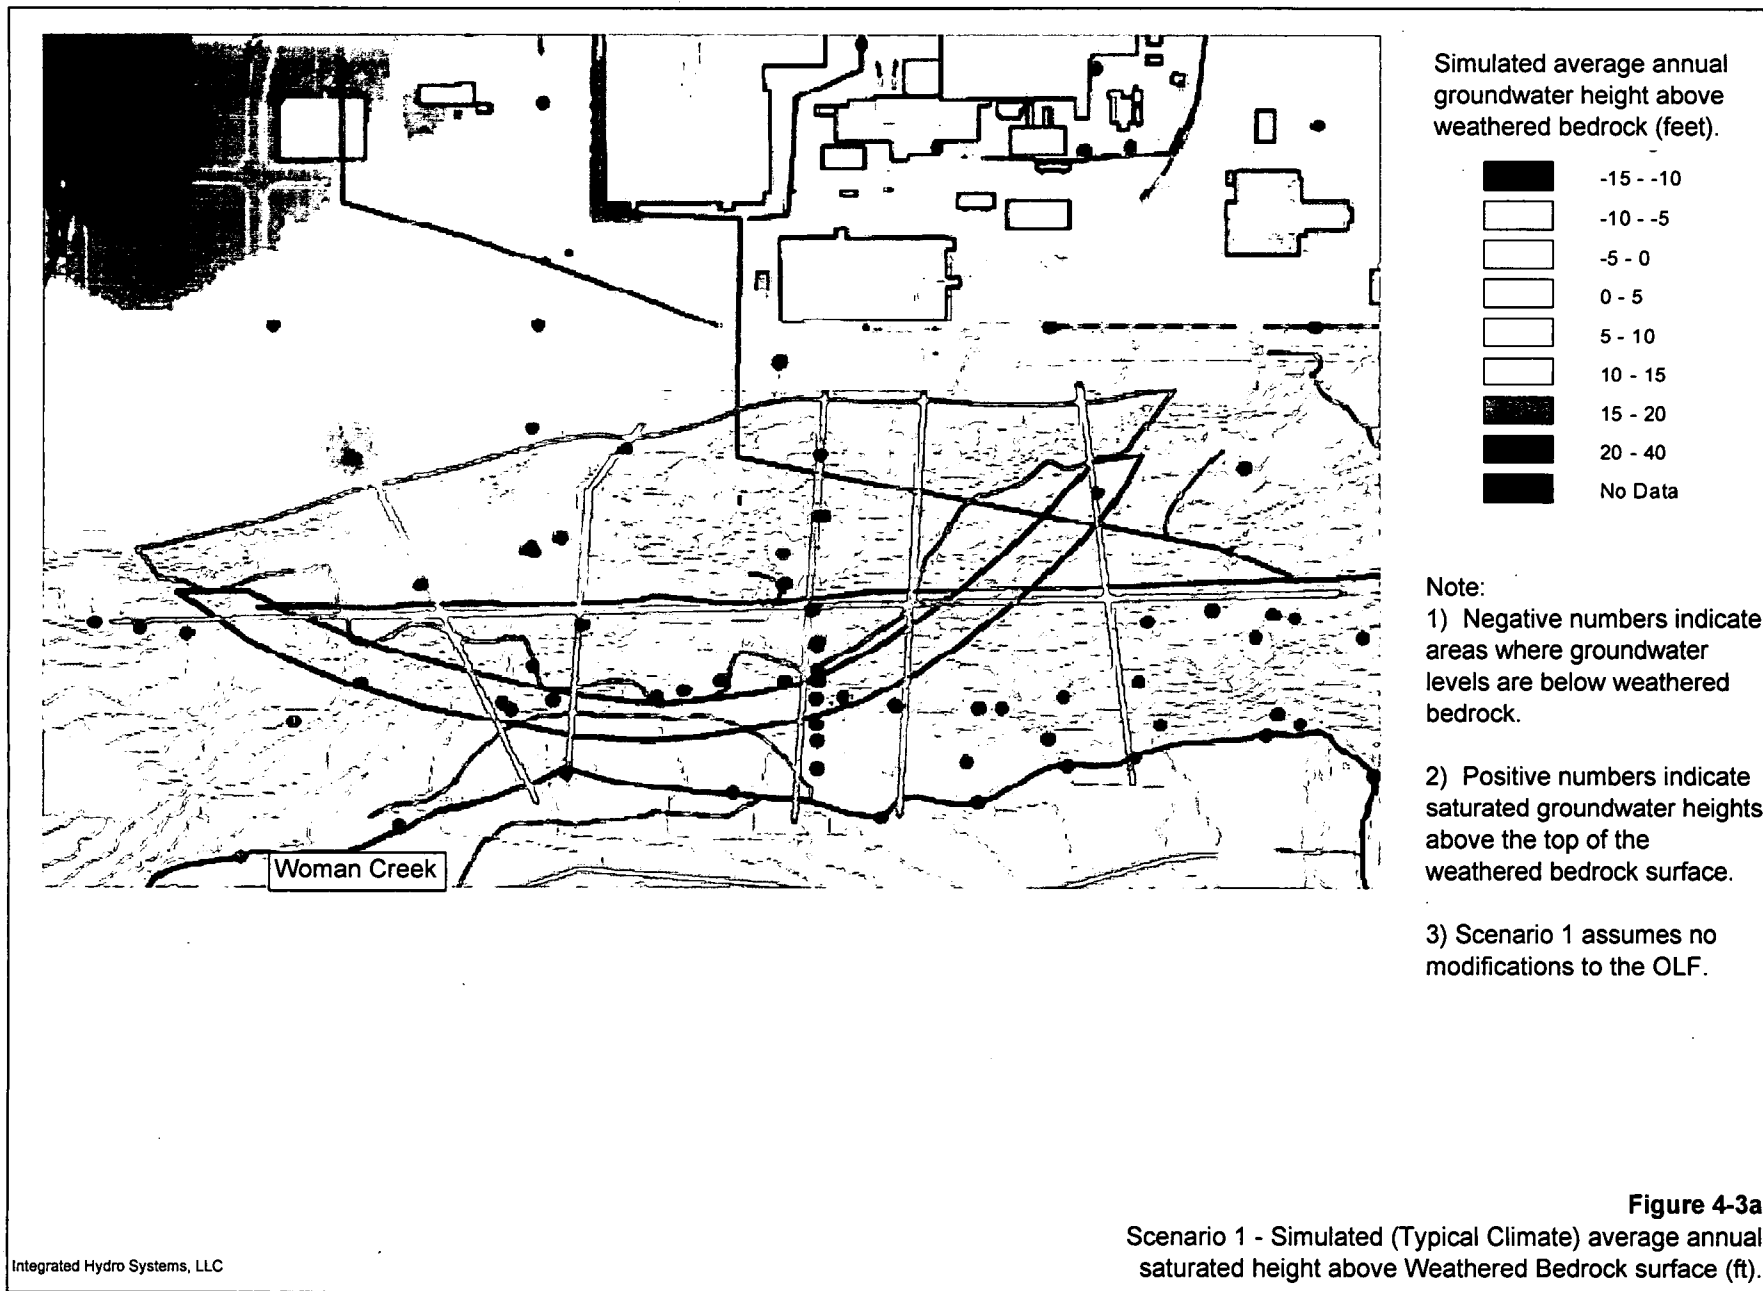 Simulated average annual
groundwater height above
weathered bedrock (feet).
-15 - -10
-10 - -5
-5 - 0
0 - 5
5 - 10
10 - 15
15 - 20
20 - 40
No Data
Note:
1) Negative numbers indicate
areas where groundwater
levels are below weathered
bedrock.
2) Positive numbers indicate
saturated groundwater heights
above the top of the
weathered bedrock surface.
3) Scenario 1 assumes no
modifications to the OLF.
Woman Creek
Figure 4-3a
Scenario 1 - Simulated (Typical Climate) average annual
saturated height above Weathered Bedrock surface (ft).
Integrated Hydro Systems, LLC